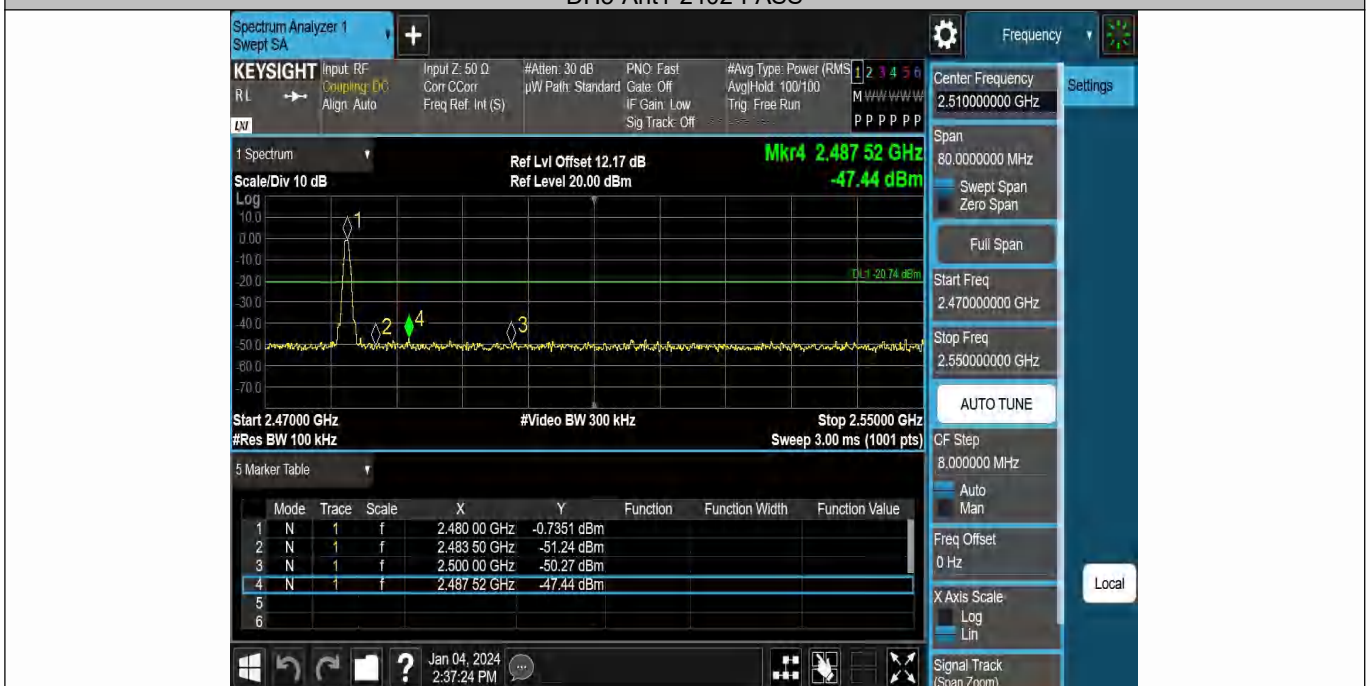 Spectrum Analyzer 1
Swept SA
+
Frequency
KEYSIGHT
RL
LXI
Input: RF
Coupling: DC
Align: Auto
Input Z: 50 Ω
Corr CCorr
Freq Ref: Int (S)
#Atten: 30 dB
µW Path: Standard
PNO: Fast
Gate: Off
IF Gain: Low
Sig Track: Off
#Avg Type: Power (RMS
Avg|Hold: 100/100
Trig: Free Run
1 2 3 4 5 6
M W W W W W
P P P P P P
Center Frequency
2.510000000 GHz
Settings
1 Spectrum
Scale/Div 10 dB
Ref Lvl Offset 12.17 dB
Ref Level 20.00 dBm
Mkr4 2.487 52 GHz
-47.44 dBm
Span
80.0000000 MHz
Swept Span
Zero Span
Full Span
Log
10.0
0.00
-10.0
-20.0
-30.0
-40.0
-50.0
-60.0
-70.0
1
2
4
3
DL1 -20.74 dBm
Start Freq
2.470000000 GHz
Stop Freq
2.550000000 GHz
AUTO TUNE
Start 2.47000 GHz
#Res BW 100 kHz
#Video BW 300 kHz
Stop 2.55000 GHz
Sweep 3.00 ms (1001 pts)
CF Step
8.000000 MHz
Auto
Man
5 Marker Table
Mode Trace Scale X Y Function Function Width Function Value
1 N 1 f 2.480 00 GHz -0.7351 dBm
2 N 1 f 2.483 50 GHz -51.24 dBm
3 N 1 f 2.500 00 GHz -50.27 dBm
4 N 1 f 2.487 52 GHz -47.44 dBm
5
6
Freq Offset
0 Hz
Local
X Axis Scale
Log
Lin
Signal Track
(Span Zoom)
?
Jan 04, 2024
2:37:24 PM